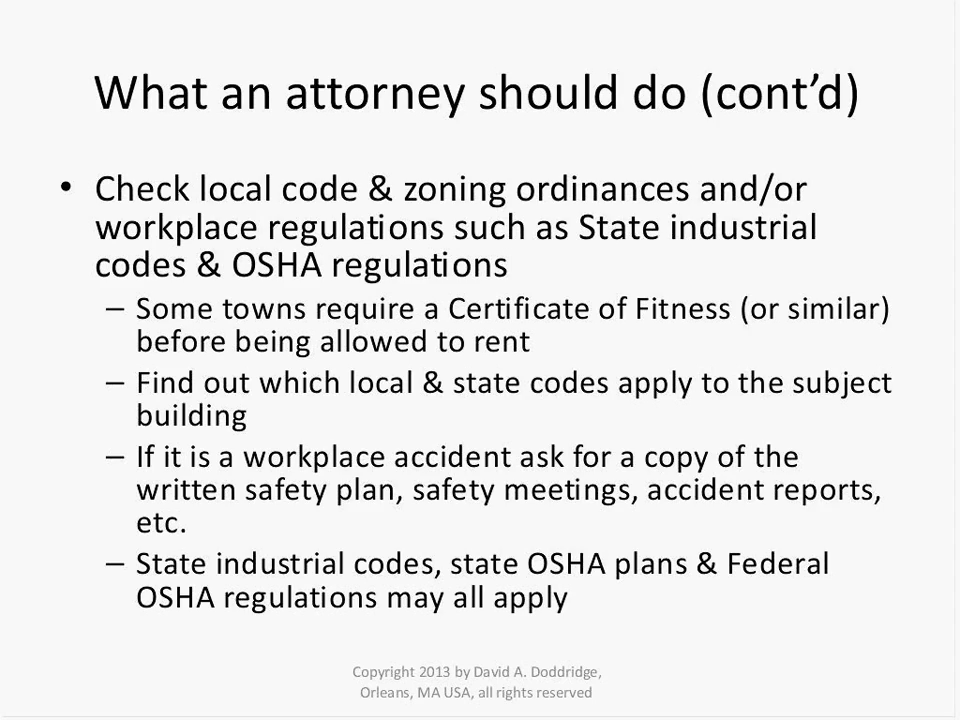 What an attorney should do (cont’d)
• Check local code & zoning ordinances and/or
workplace regulations such as State industrial
codes & OSHA regulations
– Some towns require a Certificate of Fitness (or similar)
before being allowed to rent
– Find out which local & state codes apply to the subject
building
– If it is a workplace accident ask for a copy of the
written safety plan, safety meetings, accident reports,
etc.
– State industrial codes, state OSHA plans & Federal
OSHA regulations may all apply
Copyright 2013 by David A. Doddridge,
Orleans, MA USA, all rights reserved